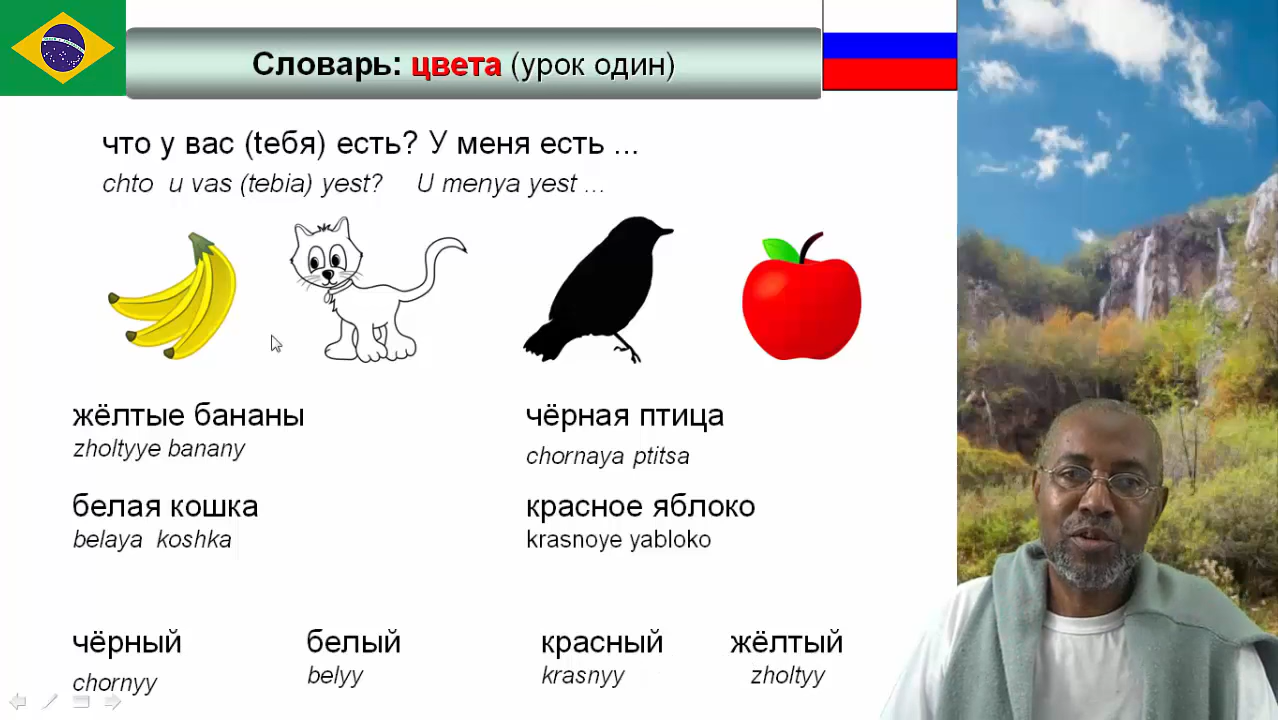 Словарь: цвета (урок один)
что у вас (tебя) есть? У меня есть ...
chto u vas (tebia) yest? U menya yest ...
жёлтые бананы
zholtyye banany
чёрная птица
chornaya ptitsa
белая кошка
belaya koshka
красное яблоко
krasnoye yabloko
чёрный белый красный жёлтый
chornyy belyy krasnyy zholtyy